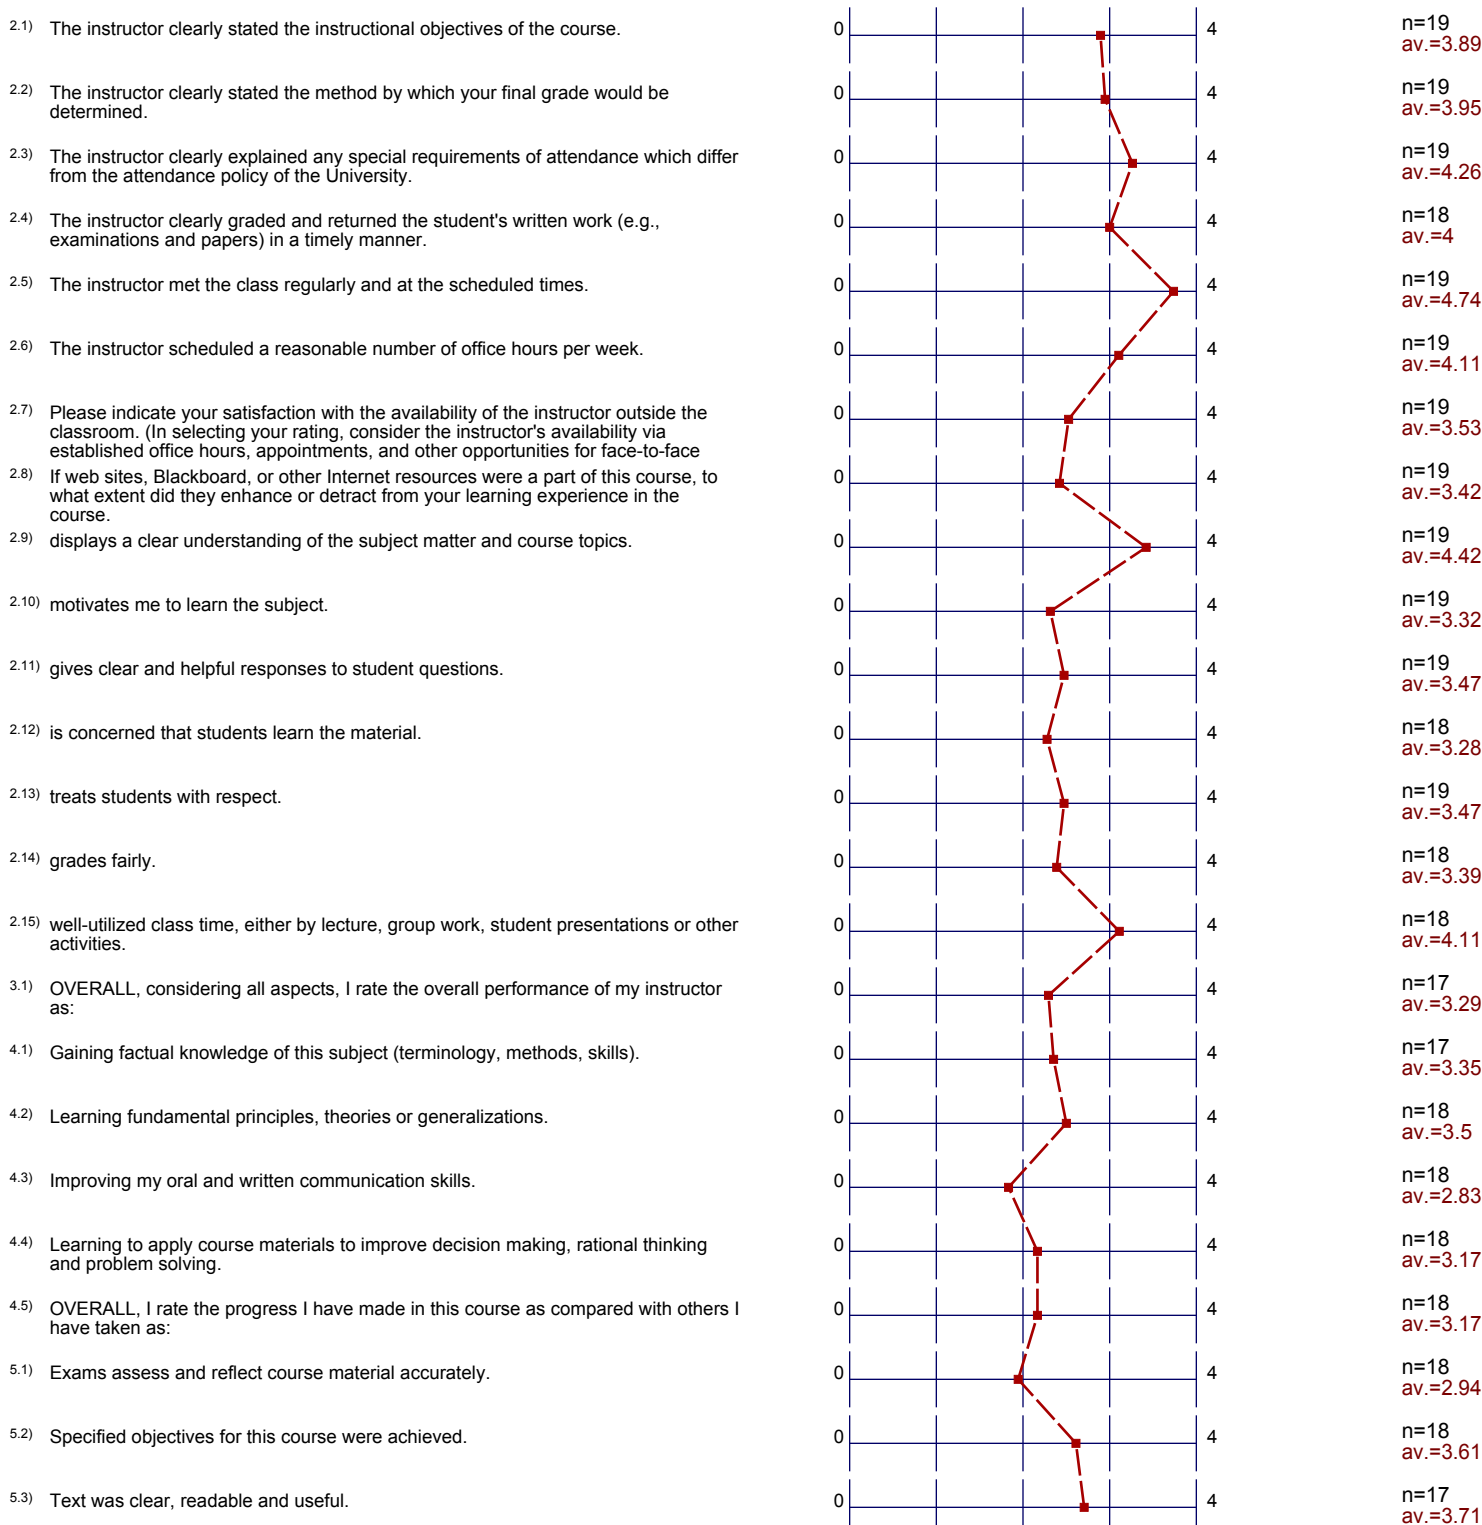 2.1) The instructor clearly stated the instructional objectives of the course. 0 4 n=19
av.=3.89
2.2) The instructor clearly stated the method by which your final grade would be 0 4 n=19
determined. av.=3.95
2.3) The instructor clearly explained any special requirements of attendance which differ 0 4 n=19
from the attendance policy of the University. av.=4.26
2.4) The instructor clearly graded and returned the student's written work (e.g., 0 4 n=18
examinations and papers) in a timely manner. av.=4
2.5) The instructor met the class regularly and at the scheduled times. 0 4 n=19
av.=4.74
2.6) The instructor scheduled a reasonable number of office hours per week. 0 4 n=19
av.=4.11
2.7) Please indicate your satisfaction with the availability of the instructor outside the 0 4 n=19
classroom. (In selecting your rating, consider the instructor's availability via av.=3.53
established office hours, appointments, and other opportunities for face-to-face
2.8) If web sites, Blackboard, or other Internet resources were a part of this course, to 0 4 n=19
what extent did they enhance or detract from your learning experience in the av.=3.42
course.
2.9) displays a clear understanding of the subject matter and course topics. 0 4 n=19
av.=4.42
2.10) motivates me to learn the subject. 0 4 n=19
av.=3.32
2.11) gives clear and helpful responses to student questions. 0 4 n=19
av.=3.47
2.12) is concerned that students learn the material. 0 4 n=18
av.=3.28
2.13) treats students with respect. 0 4 n=19
av.=3.47
2.14) grades fairly. 0 4 n=18
av.=3.39
2.15) well-utilized class time, either by lecture, group work, student presentations or other 0 4 n=18
activities. av.=4.11
3.1) OVERALL, considering all aspects, I rate the overall performance of my instructor 0 4 n=17
as: av.=3.29
4.1) Gaining factual knowledge of this subject (terminology, methods, skills). 0 4 n=17
av.=3.35
4.2) Learning fundamental principles, theories or generalizations. 0 4 n=18
av.=3.5
4.3) Improving my oral and written communication skills. 0 4 n=18
av.=2.83
4.4) Learning to apply course materials to improve decision making, rational thinking 0 4 n=18
and problem solving. av.=3.17
4.5) OVERALL, I rate the progress I have made in this course as compared with others I 0 4 n=18
have taken as: av.=3.17
5.1) Exams assess and reflect course material accurately. 0 4 n=18
av.=2.94
5.2) Specified objectives for this course were achieved. 0 4 n=18
av.=3.61
5.3) Text was clear, readable and useful. 0 4 n=17
av.=3.71